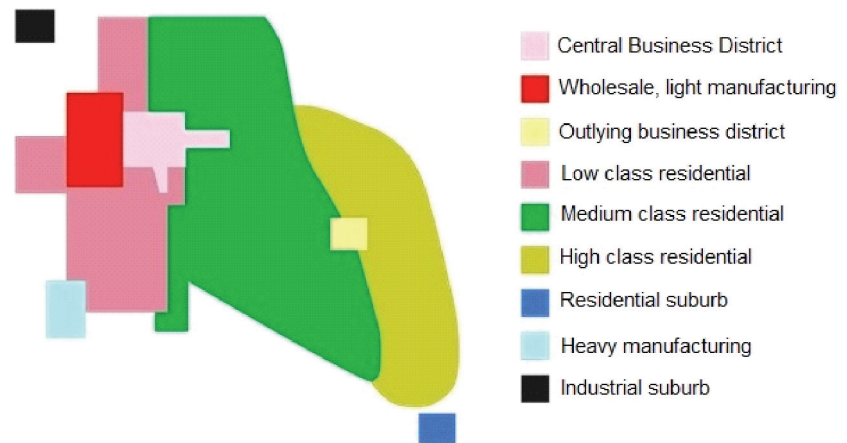 Central Business District
Wholesale, light manufacturing
Outlying business district
Low class residential
Medium class residential
High class residential
Residential suburb
Heavy manufacturing
Industrial suburb